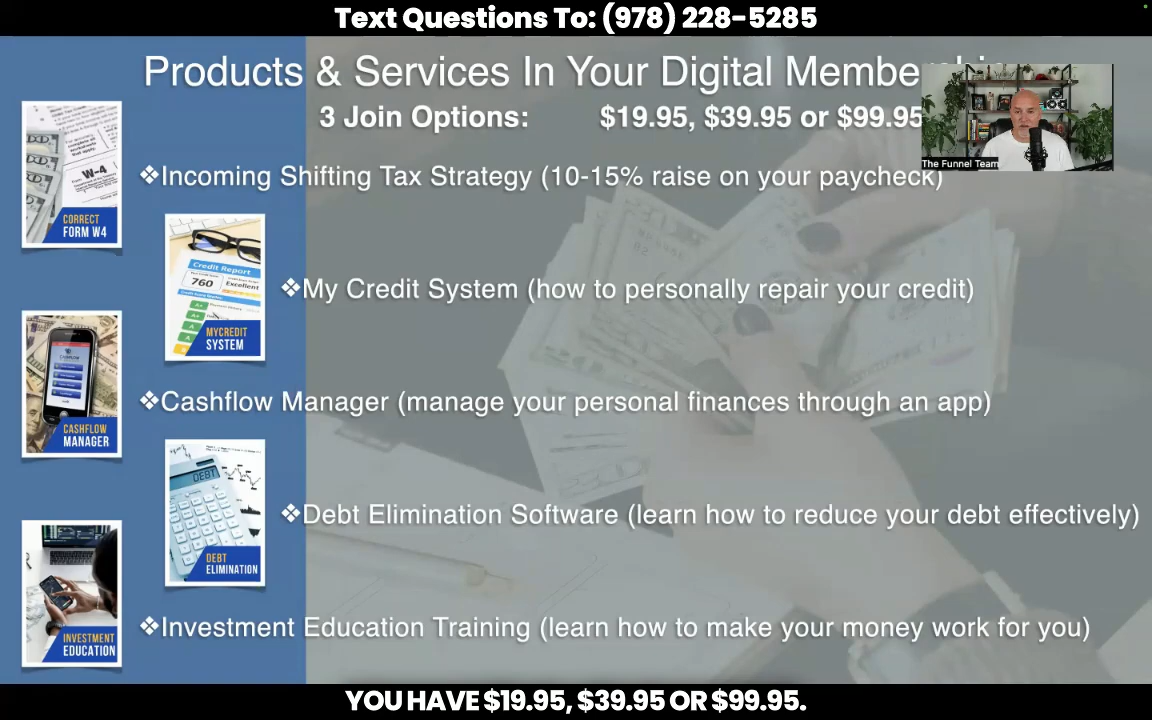 Text Questions To: (978) 228-5285
Products & Services In Your Digital
3 Join Options: $19.95, $39.95 or $99.95
The Funnel Team
W-4
CORRECT
FORM W4
❖Incoming Shifting Tax Strategy (10-15% raise on your paycheck)
Credit Report
760
Excellent
MYCREDIT
SYSTEM
❖My Credit System (how to personally repair your credit)
CASHFLOW
MANAGER
❖Cashflow Manager (manage your personal finances through an app)
DEBT
DEBT
ELIMINATION
❖Debt Elimination Software (learn how to reduce your debt effectively)
INVESTMENT
EDUCATION
❖Investment Education Training (learn how to make your money work for you)
YOU HAVE $19.95, $39.95 OR $99.95.